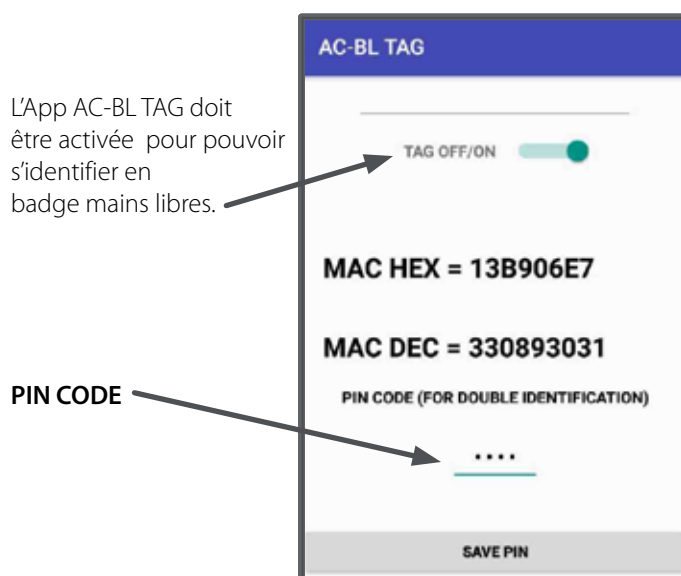 AC-BL TAG
L'App AC-BL TAG doit
être activée pour pouvoir
s'identifier en
badge mains libres.
TAG OFF/ON
MAC HEX = 13B906E7
MAC DEC = 330893031
PIN CODE
PIN CODE (FOR DOUBLE IDENTIFICATION)
....
SAVE PIN